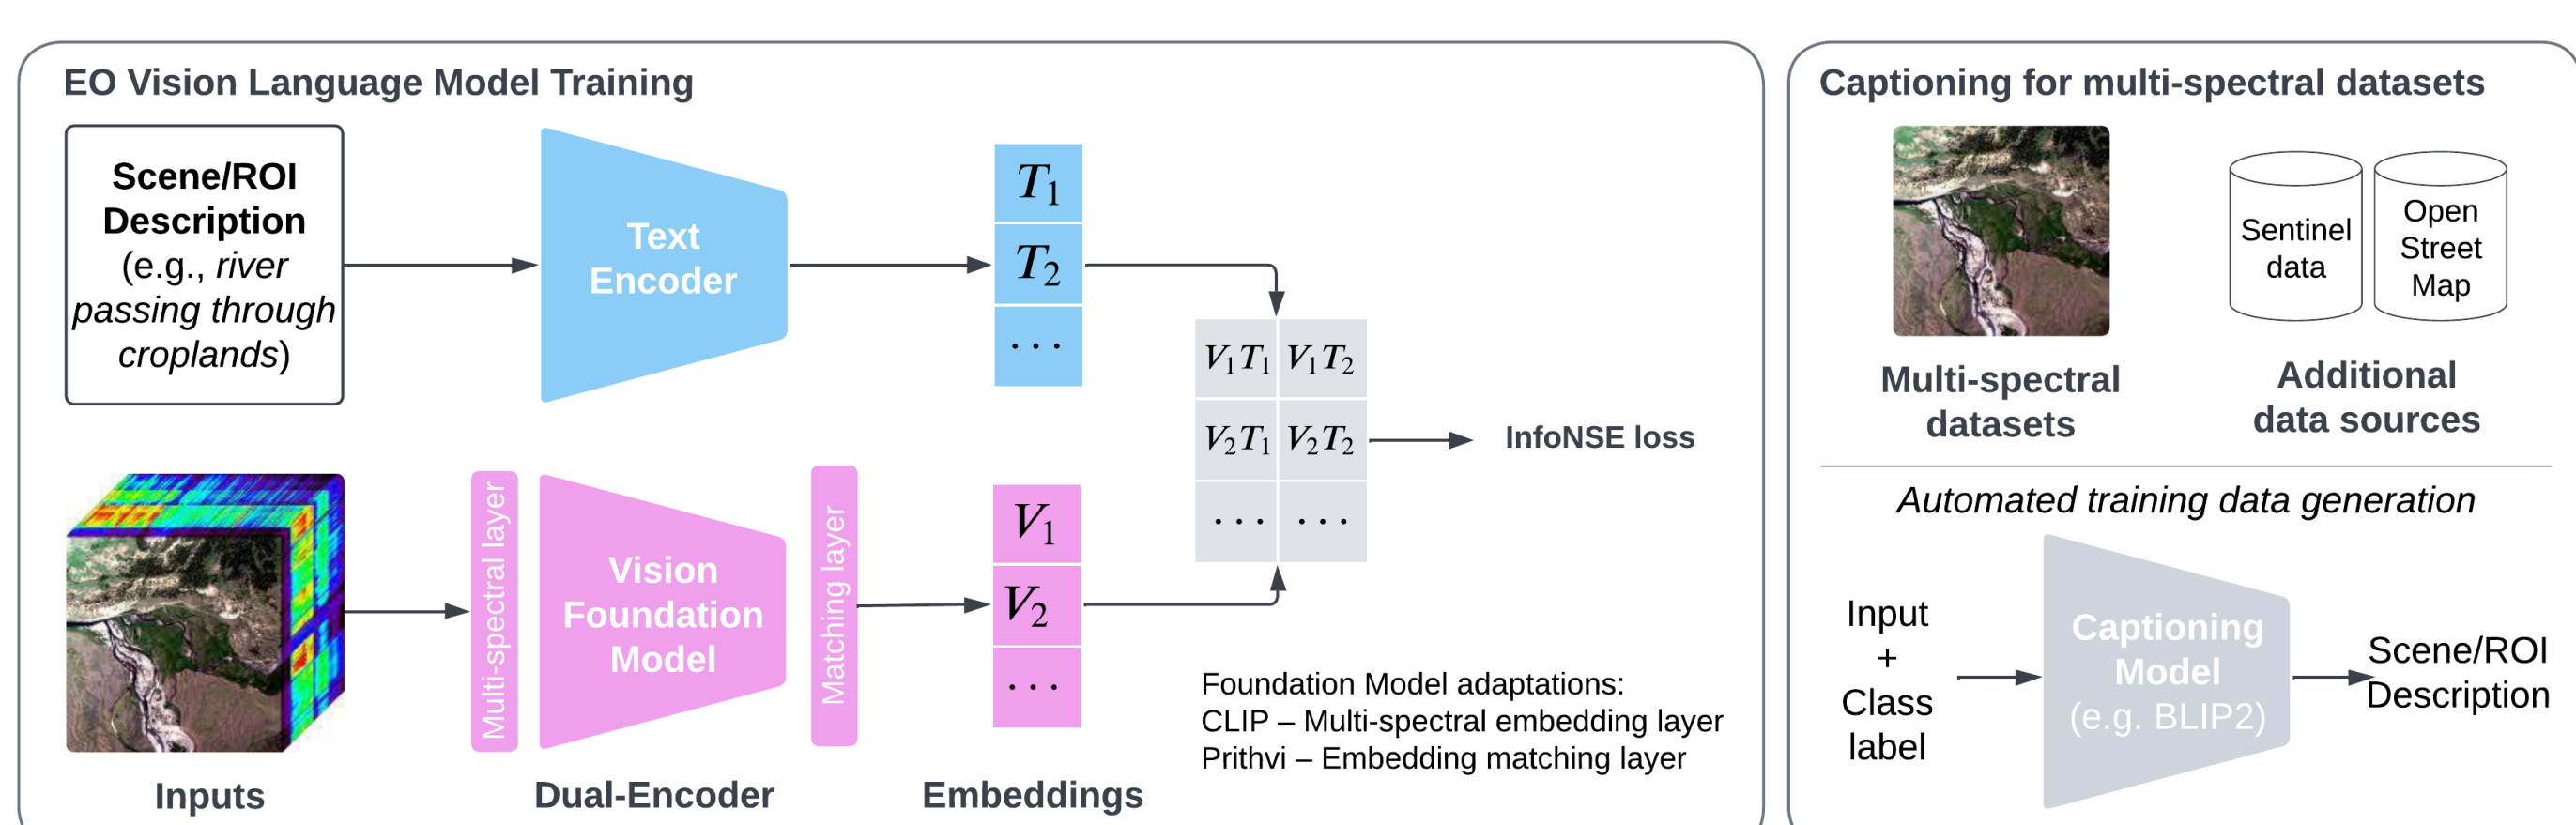 EO Vision Language Model Training
Scene/ROI
Description
(e.g., river
passing through
croplands)
Text
Encoder
T1
T2
...
V1T1 V1T2
V2T1 V2T2
... ...
InfoNSE loss
Multi-spectral layer
Vision
Foundation
Model
Matching layer
V1
V2
...
Foundation Model adaptations:
CLIP – Multi-spectral embedding layer
Prithvi – Embedding matching layer
Inputs
Dual-Encoder
Embeddings
Captioning for multi-spectral datasets
Multi-spectral
datasets
Sentinel
data
Open
Street
Map
Additional
data sources
Automated training data generation
Input
+
Class
label
Captioning
Model
(e.g. BLIP2)
Scene/ROI
Description